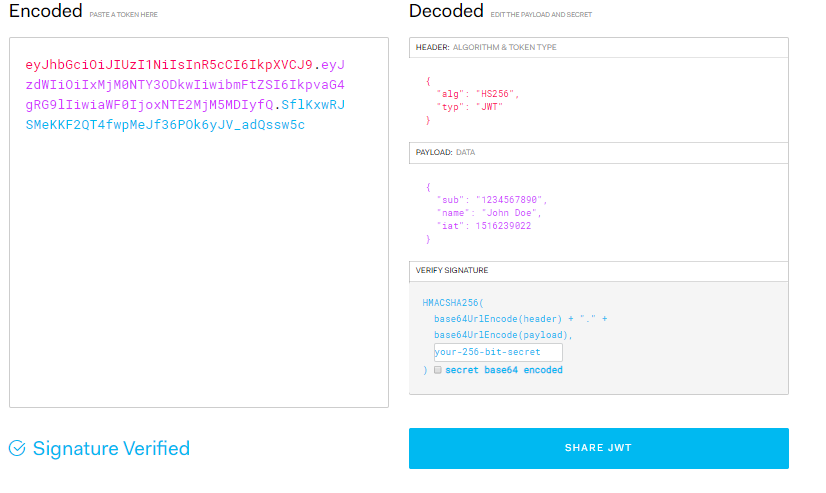 Encoded PASTE A TOKEN HERE
eyJhbGciOiJIUzI1NiIsInR5cCI6IkpXVCJ9.eyJ
zdWIiOiIxMjM0NTY3ODkwIiwibmFtZSI6IkpvaG4
gRG9lIiwiaWF0IjoxNTE2MjM5MDIyfQ.SflKxwRJ
SMeKKF2QT4fwpMeJf36POk6yJV_adQssw5c
Signature Verified
Decoded EDIT THE PAYLOAD AND SECRET
HEADER: ALGORITHM & TOKEN TYPE
{
"alg": "HS256",
"typ": "JWT"
}
PAYLOAD: DATA
{
"sub": "1234567890",
"name": "John Doe",
"iat": 1516239022
}
VERIFY SIGNATURE
HMACSHA256(
base64UrlEncode(header) + "." +
base64UrlEncode(payload),
your-256-bit-secret
) secret base64 encoded
SHARE JWT